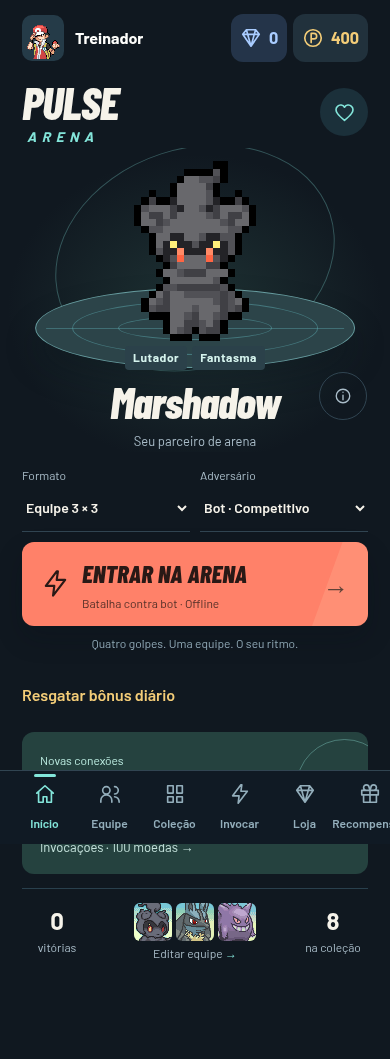 Treinador
0
400
PULSE
ARENA
Lutador Fantasma
Marshadow
Seu parceiro de arena
Formato Adversário
Equipe 3 × 3 Bot · Competitivo
ENTRAR NA ARENA
Batalha contra bot · Offline
→
Quatro golpes. Uma equipe. O seu ritmo.
Resgatar bônus diário
Novas conexões
Início Equipe Coleção Invocar Loja Recompen
Invocações · 100 moedas →
0 8
vitórias Editar equipe → na coleção